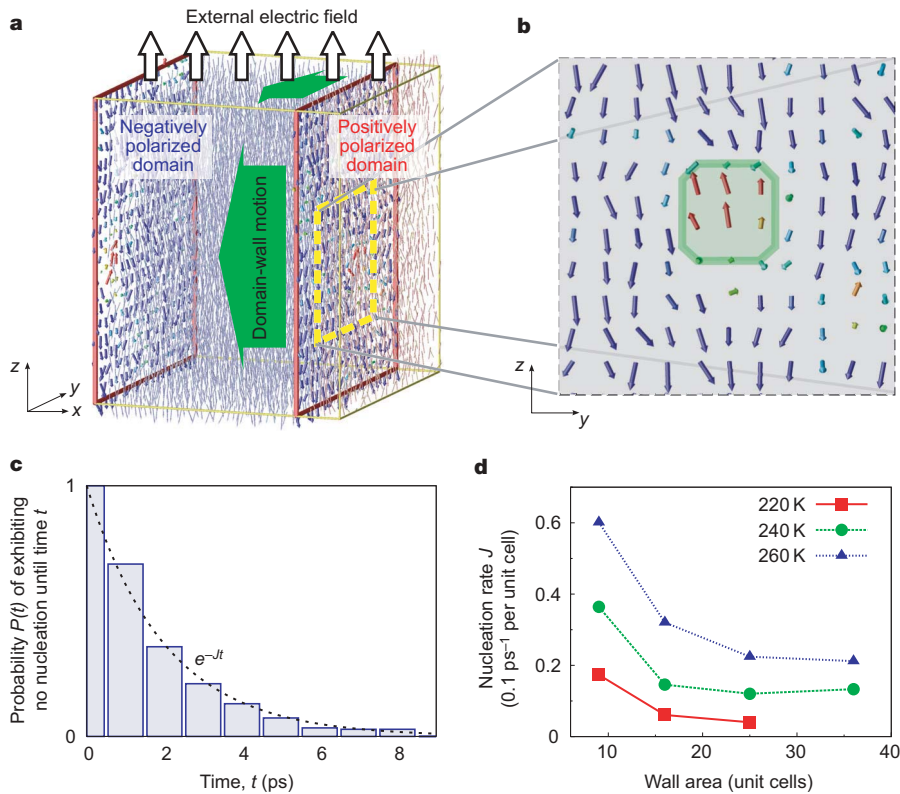 a
External electric field
Negatively
polarized
domain
Positively
polarized
domain
Domain-wall motion
z
y
x
b
z
y
c
Probability P(t) of exhibiting
no nucleation until time t
1
0
e–Jt
0 2 4 6 8
Time, t (ps)
d
Nucleation rate J
(0.1 ps–1 per unit cell)
0.6
0.4
0.2
0
220 K
240 K
260 K
10 20 30 40
Wall area (unit cells)